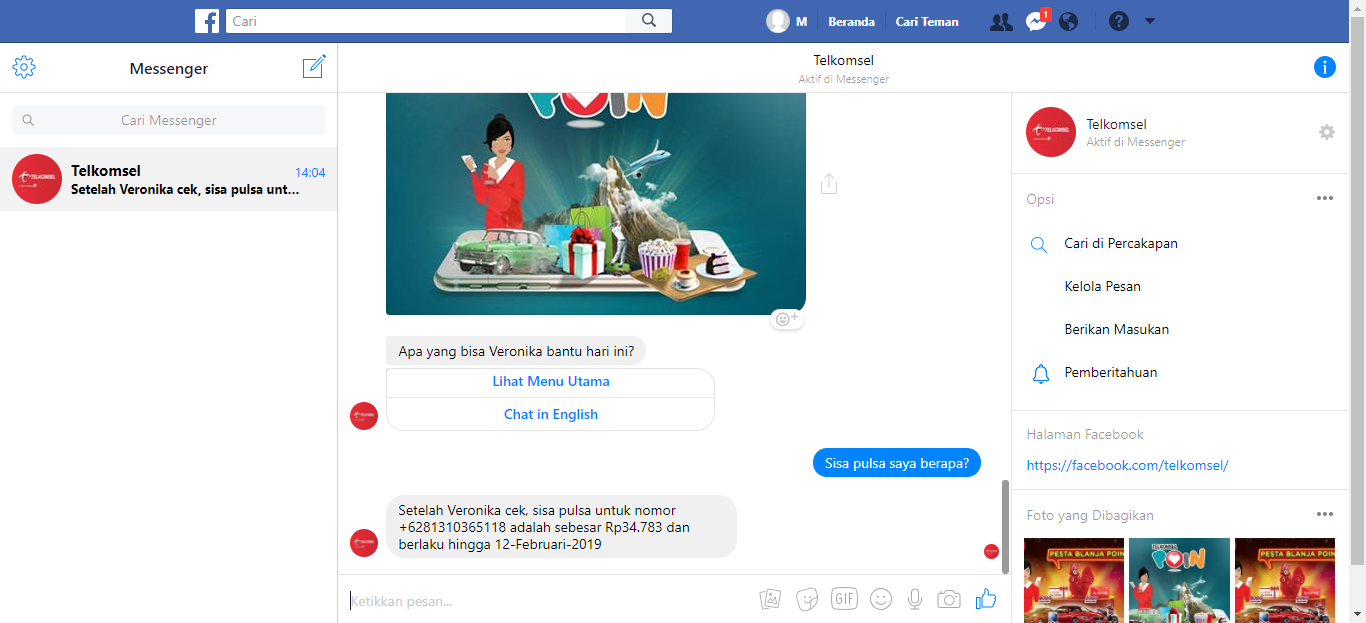 Cari
M
Beranda
Cari Teman
1
?
Messenger
Cari Messenger
TELKOMSEL
Telkomsel
14:04
Setelah Veronika cek, sisa pulsa unt...
Telkomsel
Aktif di Messenger
POIN
Apa yang bisa Veronika bantu hari ini?
Lihat Menu Utama
Chat in English
Sisa pulsa saya berapa?
Setelah Veronika cek, sisa pulsa untuk nomor
+6281310365118 adalah sebesar Rp34.783 dan
berlaku hingga 12-Februari-2019
Ketikkan pesan...
GIF
TELKOMSEL
Telkomsel
Aktif di Messenger
Opsi
Cari di Percakapan
Kelola Pesan
Berikan Masukan
Pemberitahuan
Halaman Facebook
https://facebook.com/telkomsel/
Foto yang Dibagikan
PESTA BLANJA POIN
TELKOMSEL
POIN
PESTA BLANJA POIN